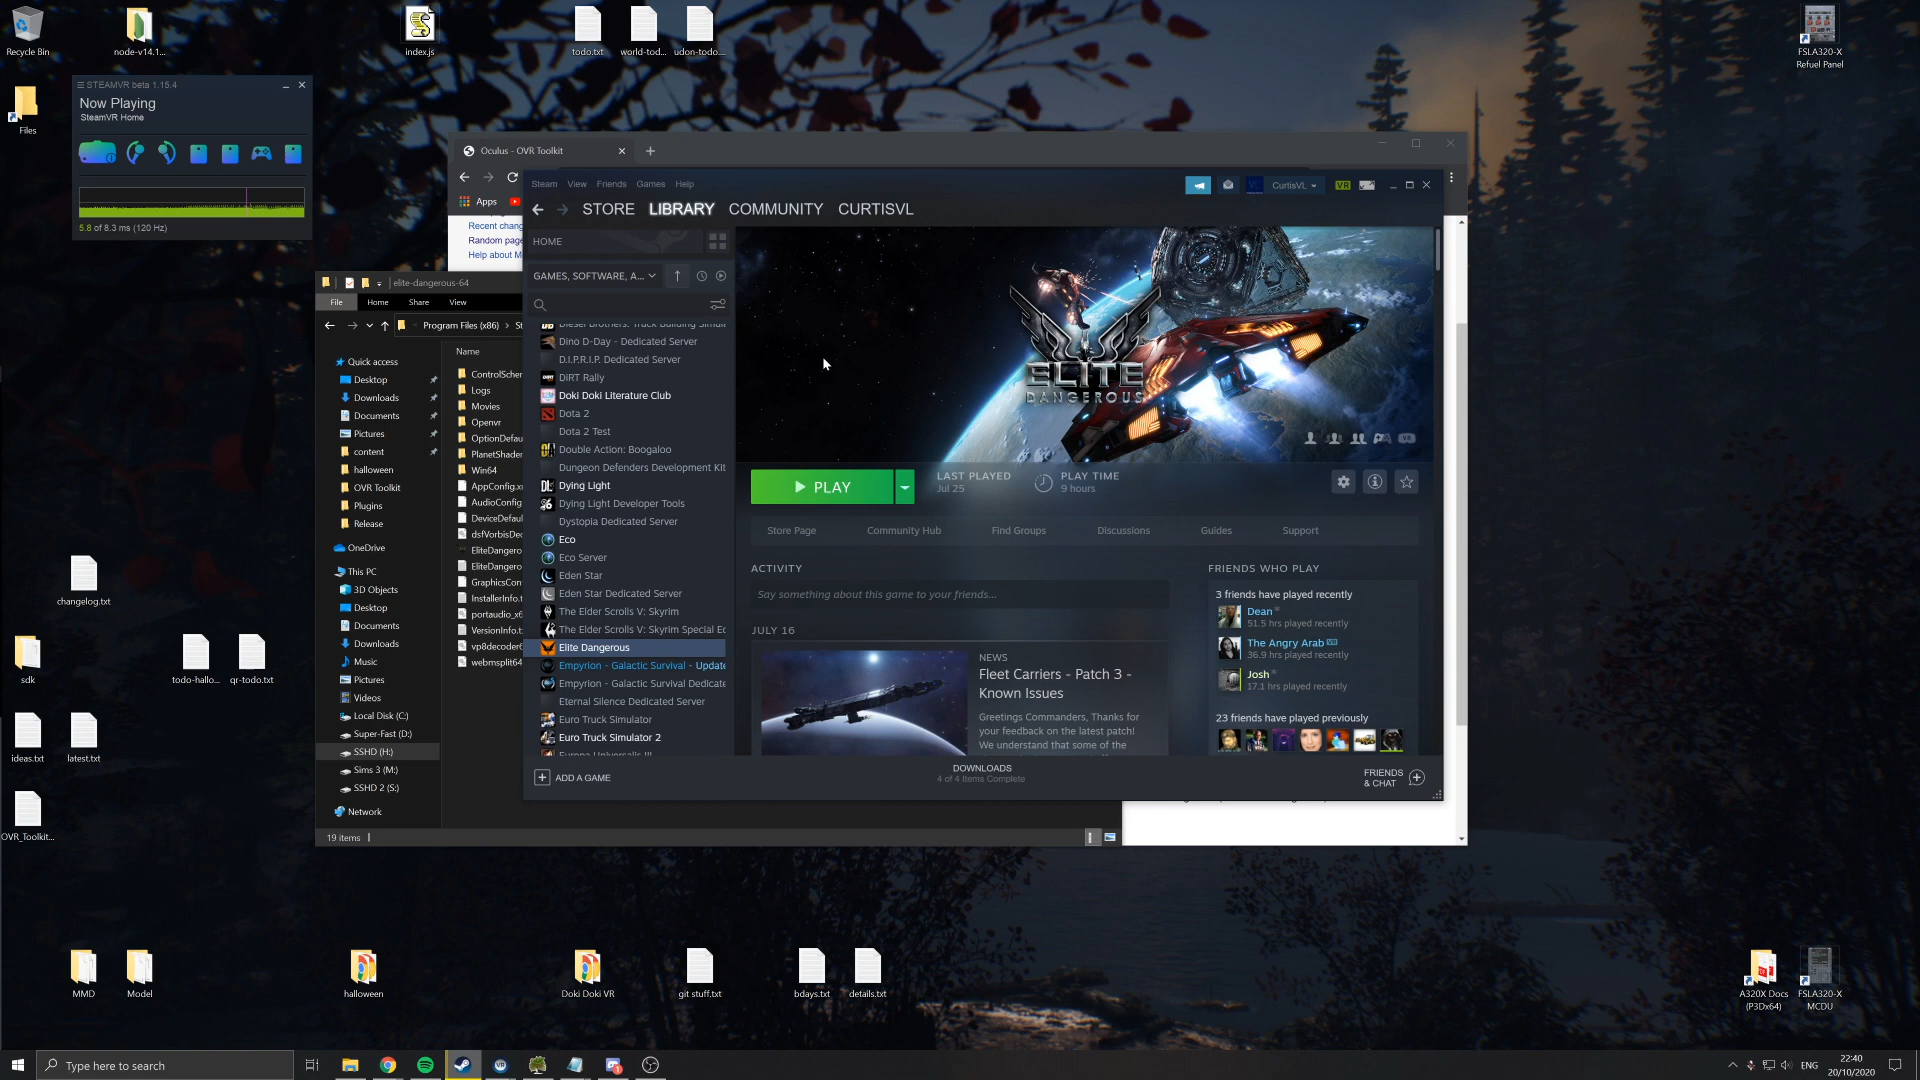 Recycle Bin
node-v14.1...
index.js
todo.txt
world-tod...
udon-todo....
FSLA320-X
Refuel Panel
Files
STEAMVR beta 1.15.4
Now Playing
SteamVR Home
5.8 of 8.3 ms (120 Hz)
Oculus - OVR Toolkit
Apps
Recent chang
Random page
Help about M
elite-dangerous-64
File
Home
Share
View
Program Files (x86)
Quick access
Desktop
Downloads
Documents
Pictures
content
halloween
OVR Toolkit
Plugins
Release
OneDrive
This PC
3D Objects
Desktop
Documents
Downloads
Music
Pictures
Videos
Local Disk (C:)
Super-Fast (D:)
SSHD (H:)
Sims 3 (M:)
SSHD 2 (S:)
Network
19 items
Name
ControlScher
Logs
Movies
Openvr
OptionDefau
PlanetShader
Win64
AppConfig.xr
AudioConfig
DeviceDefaul
dsfVorbisDec
EliteDangero
EliteDangero
GraphicsCon
InstallerInfo.t
portaudio_x6
VersionInfo.t
vp8decoder6
webmsplit64
Steam
View
Friends
Games
Help
CurtisVL
VR
STORE
LIBRARY
COMMUNITY
CURTISVL
HOME
GAMES, SOFTWARE, A...
Diesel Brothers: Truck Building Simul
Dino D-Day - Dedicated Server
D.I.P.R.I.P. Dedicated Server
DiRT Rally
Doki Doki Literature Club
Dota 2
Dota 2 Test
Double Action: Boogaloo
Dungeon Defenders Development Kit
Dying Light
Dying Light Developer Tools
Dystopia Dedicated Server
Eco
Eco Server
Eden Star
Eden Star Dedicated Server
The Elder Scrolls V: Skyrim
The Elder Scrolls V: Skyrim Special Ed
Elite Dangerous
Empyrion - Galactic Survival - Update
Empyrion - Galactic Survival Dedicate
Eternal Silence Dedicated Server
Euro Truck Simulator
Euro Truck Simulator 2
Europa Universalis III
ELITE
DANGEROUS
PLAY
LAST PLAYED
Jul 25
PLAY TIME
9 hours
Store Page
Community Hub
Find Groups
Discussions
Guides
Support
ACTIVITY
Say something about this game to your friends...
JULY 16
NEWS
Fleet Carriers - Patch 3 -
Known Issues
Greetings Commanders, Thanks for
your feedback on the latest patch!
We understand that some of the
FRIENDS WHO PLAY
3 friends have played recently
Dean
51.5 hrs played recently
The Angry Arab VR
36.9 hrs played recently
Josh
17.1 hrs played recently
23 friends have played previously
ADD A GAME
DOWNLOADS
4 of 4 Items Complete
FRIENDS
& CHAT
changelog.txt
sdk
todo-hallo...
qr-todo.txt
ideas.txt
latest.txt
OVR_Toolkit...
MMD
Model
halloween
Doki Doki VR
git stuff.txt
bdays.txt
details.txt
A320X Docs
(P3Dx64)
FSLA320-X
MCDU
Type here to search
ENG
22:40
20/10/2020